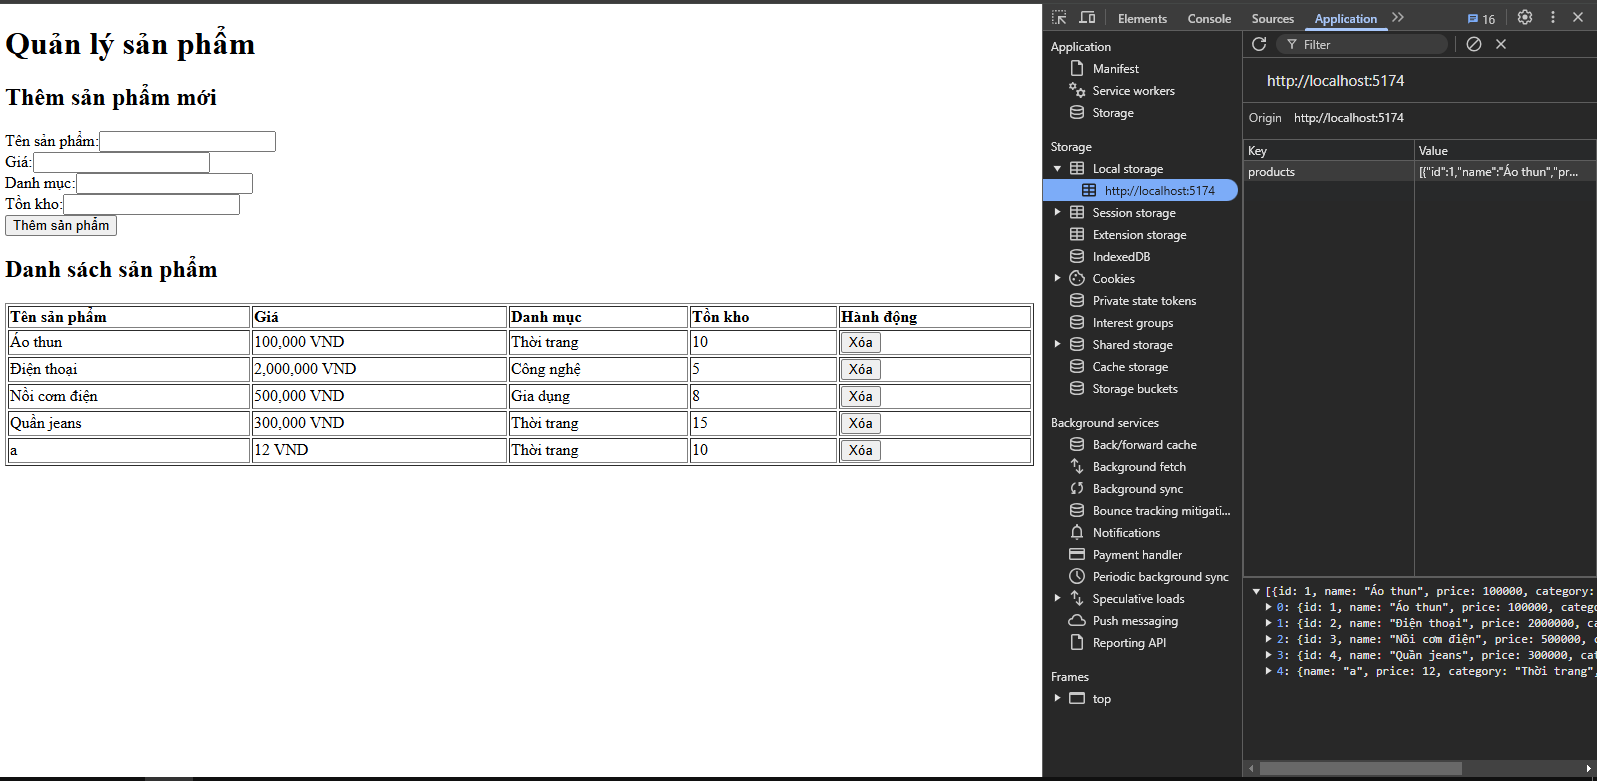 Quản lý sản phẩm
Thêm sản phẩm mới
Tên sản phẩm:
Giá:
Danh mục:
Tồn kho:
Thêm sản phẩm
Danh sách sản phẩm
Tên sản phẩm Giá Danh mục Tồn kho Hành động
Áo thun 100,000 VND Thời trang 10 Xóa
Điện thoại 2,000,000 VND Công nghệ 5 Xóa
Nồi cơm điện 500,000 VND Gia dụng 8 Xóa
Quần jeans 300,000 VND Thời trang 15 Xóa
a 12 VND Thời trang 10 Xóa
Elements Console Sources Application 16
Application
Manifest
Service workers
Storage
Storage
Local storage
http://localhost:5174
Session storage
Extension storage
IndexedDB
Cookies
Private state tokens
Interest groups
Shared storage
Cache storage
Storage buckets
Background services
Back/forward cache
Background fetch
Background sync
Bounce tracking mitigati...
Notifications
Payment handler
Periodic background sync
Speculative loads
Push messaging
Reporting API
Frames
top
Filter
http://localhost:5174
Origin http://localhost:5174
Key Value
products [{"id":1,"name":"Áo thun","pr...
[{id: 1, name: "Áo thun", price: 100000, category:
0: {id: 1, name: "Áo thun", price: 100000, categ
1: {id: 2, name: "Điện thoại", price: 2000000, ca
2: {id: 3, name: "Nồi cơm điện", price: 500000, c
3: {id: 4, name: "Quần jeans", price: 300000, cat
4: {name: "a", price: 12, category: "Thời trang",